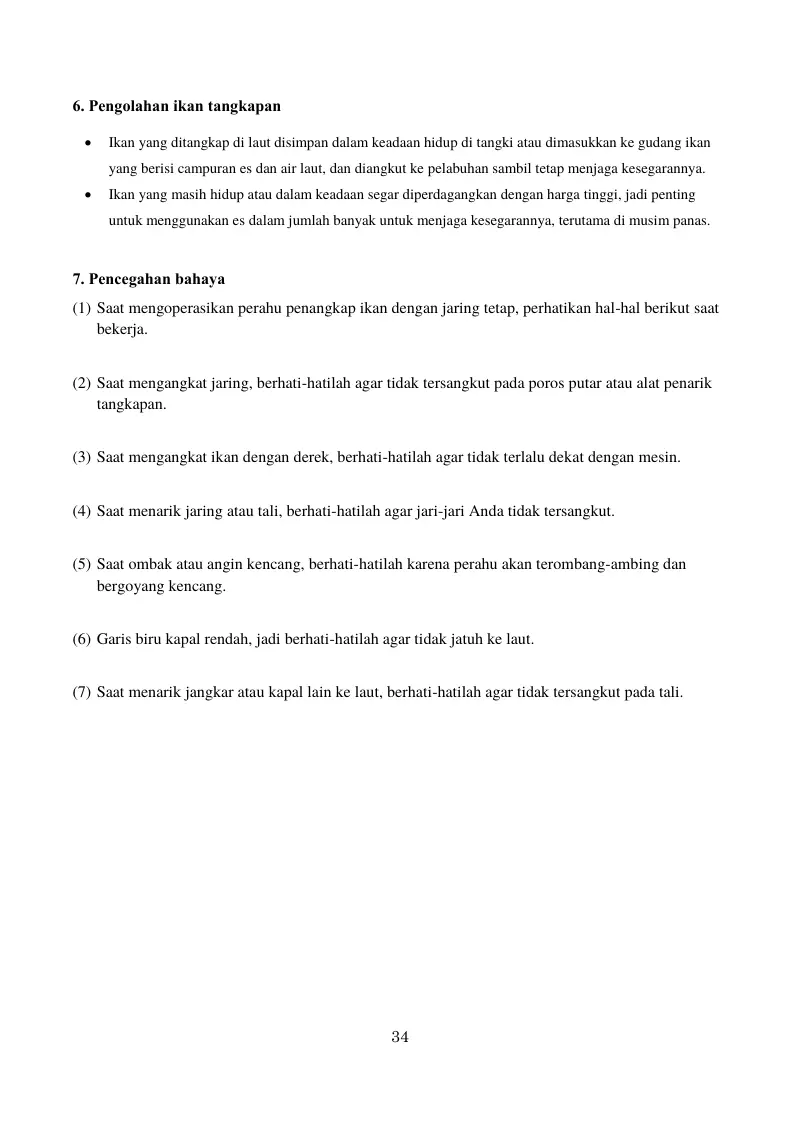 6. Pengolahan ikan tangkapan
• Ikan yang ditangkap di laut disimpan dalam keadaan hidup di tangki atau dimasukkan ke gudang ikan
yang berisi campuran es dan air laut, dan diangkut ke pelabuhan sambil tetap menjaga kesegarannya.
• Ikan yang masih hidup atau dalam keadaan segar diperdagangkan dengan harga tinggi, jadi penting
untuk menggunakan es dalam jumlah banyak untuk menjaga kesegarannya, terutama di musim panas.
7. Pencegahan bahaya
(1) Saat mengoperasikan perahu penangkap ikan dengan jaring tetap, perhatikan hal-hal berikut saat
bekerja.
(2) Saat mengangkat jaring, berhati-hatilah agar tidak tersangkut pada poros putar atau alat penarik
tangkapan.
(3) Saat mengangkat ikan dengan derek, berhati-hatilah agar tidak terlalu dekat dengan mesin.
(4) Saat menarik jaring atau tali, berhati-hatilah agar jari-jari Anda tidak tersangkut.
(5) Saat ombak atau angin kencang, berhati-hatilah karena perahu akan terombang-ambing dan
bergoyang kencang.
(6) Garis biru kapal rendah, jadi berhati-hatilah agar tidak jatuh ke laut.
(7) Saat menarik jangkar atau kapal lain ke laut, berhati-hatilah agar tidak tersangkut pada tali.
34